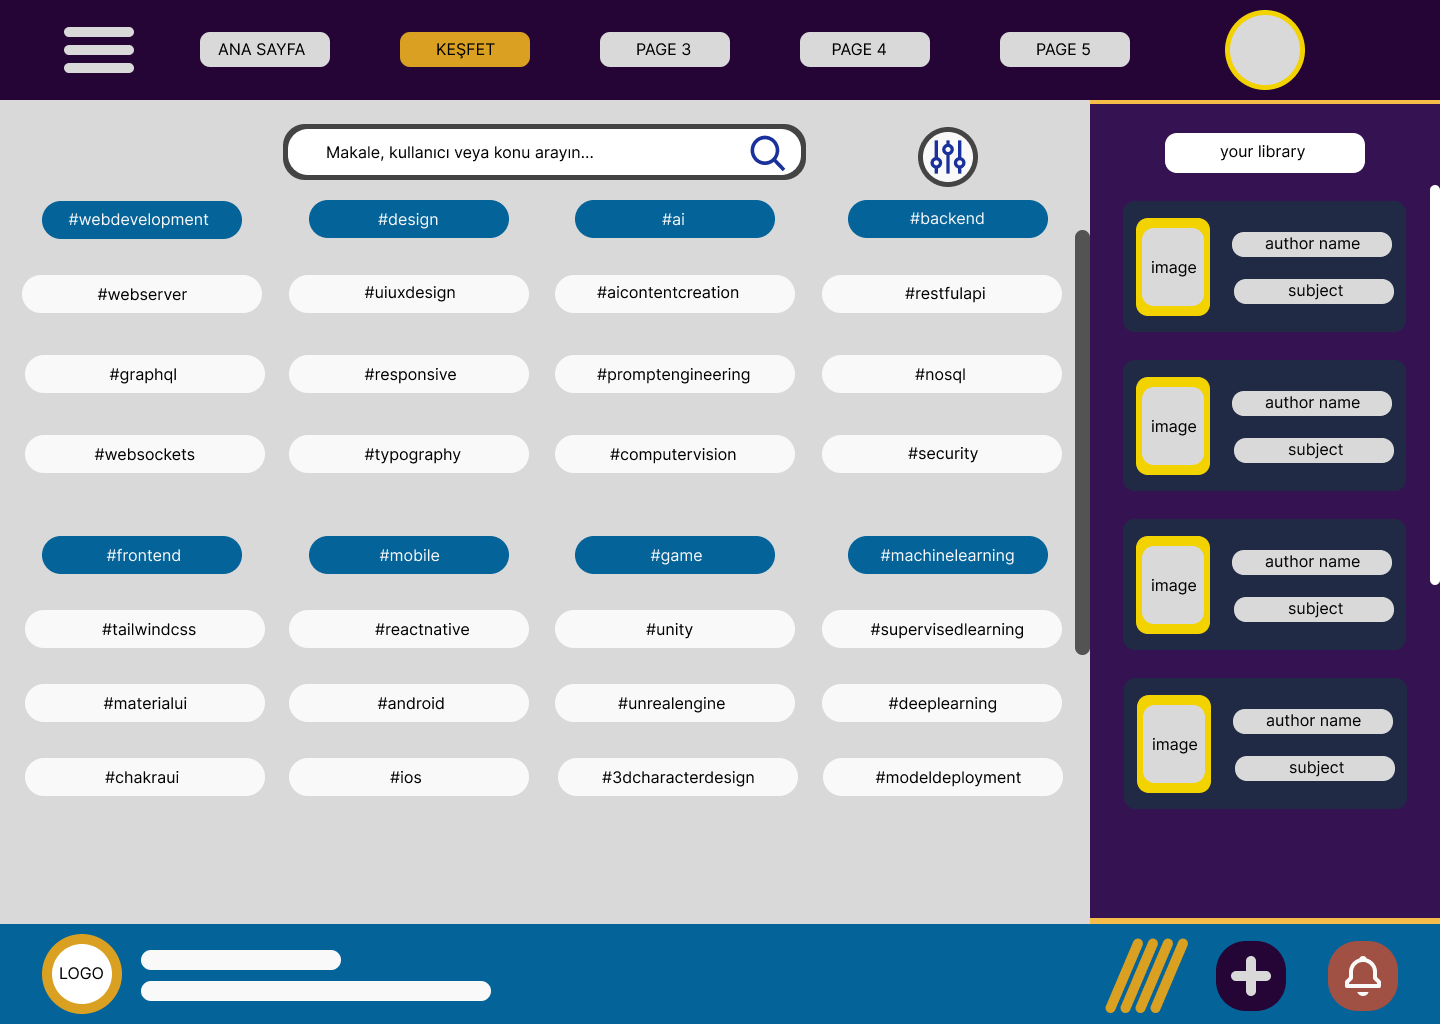 ANA SAYFA
KEŞFET
PAGE 3
PAGE 4
PAGE 5
Makale, kullanıcı veya konu arayın...
#webdevelopment
#design
#ai
#backend
#webserver
#uiuxdesign
#aicontentcreation
#restfulapi
#graphql
#responsive
#promptengineering
#nosql
#websockets
#typography
#computervision
#security
#frontend
#mobile
#game
#machinelearning
#tailwindcss
#reactnative
#unity
#supervisedlearning
#materialui
#android
#unrealengine
#deeplearning
#chakraui
#ios
#3dcharacterdesign
#modeldeployment
your library
image
author name
subject
image
author name
subject
image
author name
subject
image
author name
subject
LOGO